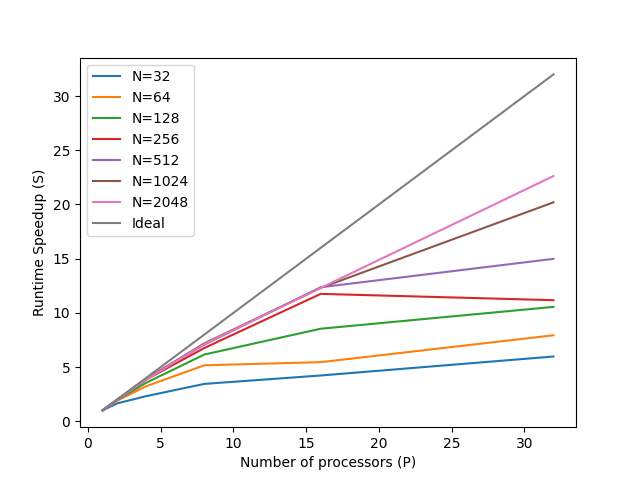 N=32
N=64
N=128
N=256
N=512
N=1024
N=2048
Ideal
30
25
20
15
10
5
0
Runtime Speedup (S)
0 5 10 15 20 25 30
Number of processors (P)